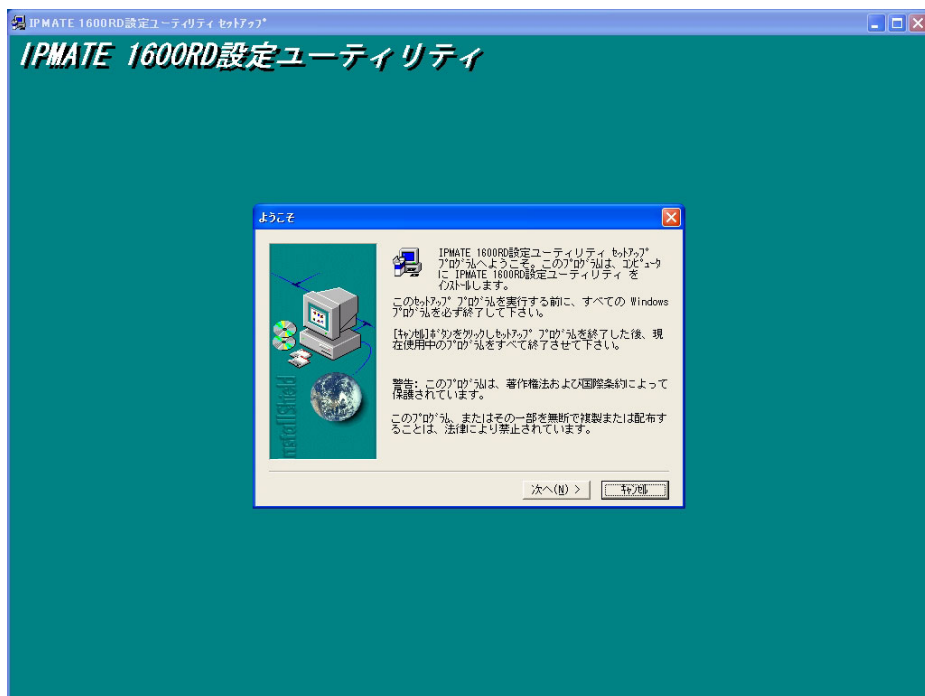 IPMATE 1600RD設定ユーティリティ ｾｯﾄｱｯﾌﾟ
IPMATE 1600RD設定ユーティリティ
ようこそ
IPMATE 1600RD設定ユーティリティ ｾｯﾄｱｯﾌﾟ
ﾌﾟﾛｸﾞﾗﾑへようこそ。このﾌﾟﾛｸﾞﾗﾑは、ｺﾝﾋﾟｭｰﾀ
に IPMATE 1600RD設定ユーティリティ を
ｲﾝｽﾄｰﾙします。
このｾｯﾄｱｯﾌﾟ ﾌﾟﾛｸﾞﾗﾑを実行する前に、すべての Windows
ﾌﾟﾛｸﾞﾗﾑを必ず終了して下さい。
[ｷｬﾝｾﾙ]ﾎﾞﾀﾝをｸﾘｯｸしｾｯﾄｱｯﾌﾟ ﾌﾟﾛｸﾞﾗﾑを終了した後、現
在使用中のﾌﾟﾛｸﾞﾗﾑをすべて終了させて下さい。
警告: このﾌﾟﾛｸﾞﾗﾑは、著作権法および国際条約によって
保護されています。
このﾌﾟﾛｸﾞﾗﾑ、またはその一部を無断で複製または配布す
ることは、法律により禁止されています。
InstallShield
次へ(N) >
ｷｬﾝｾﾙ